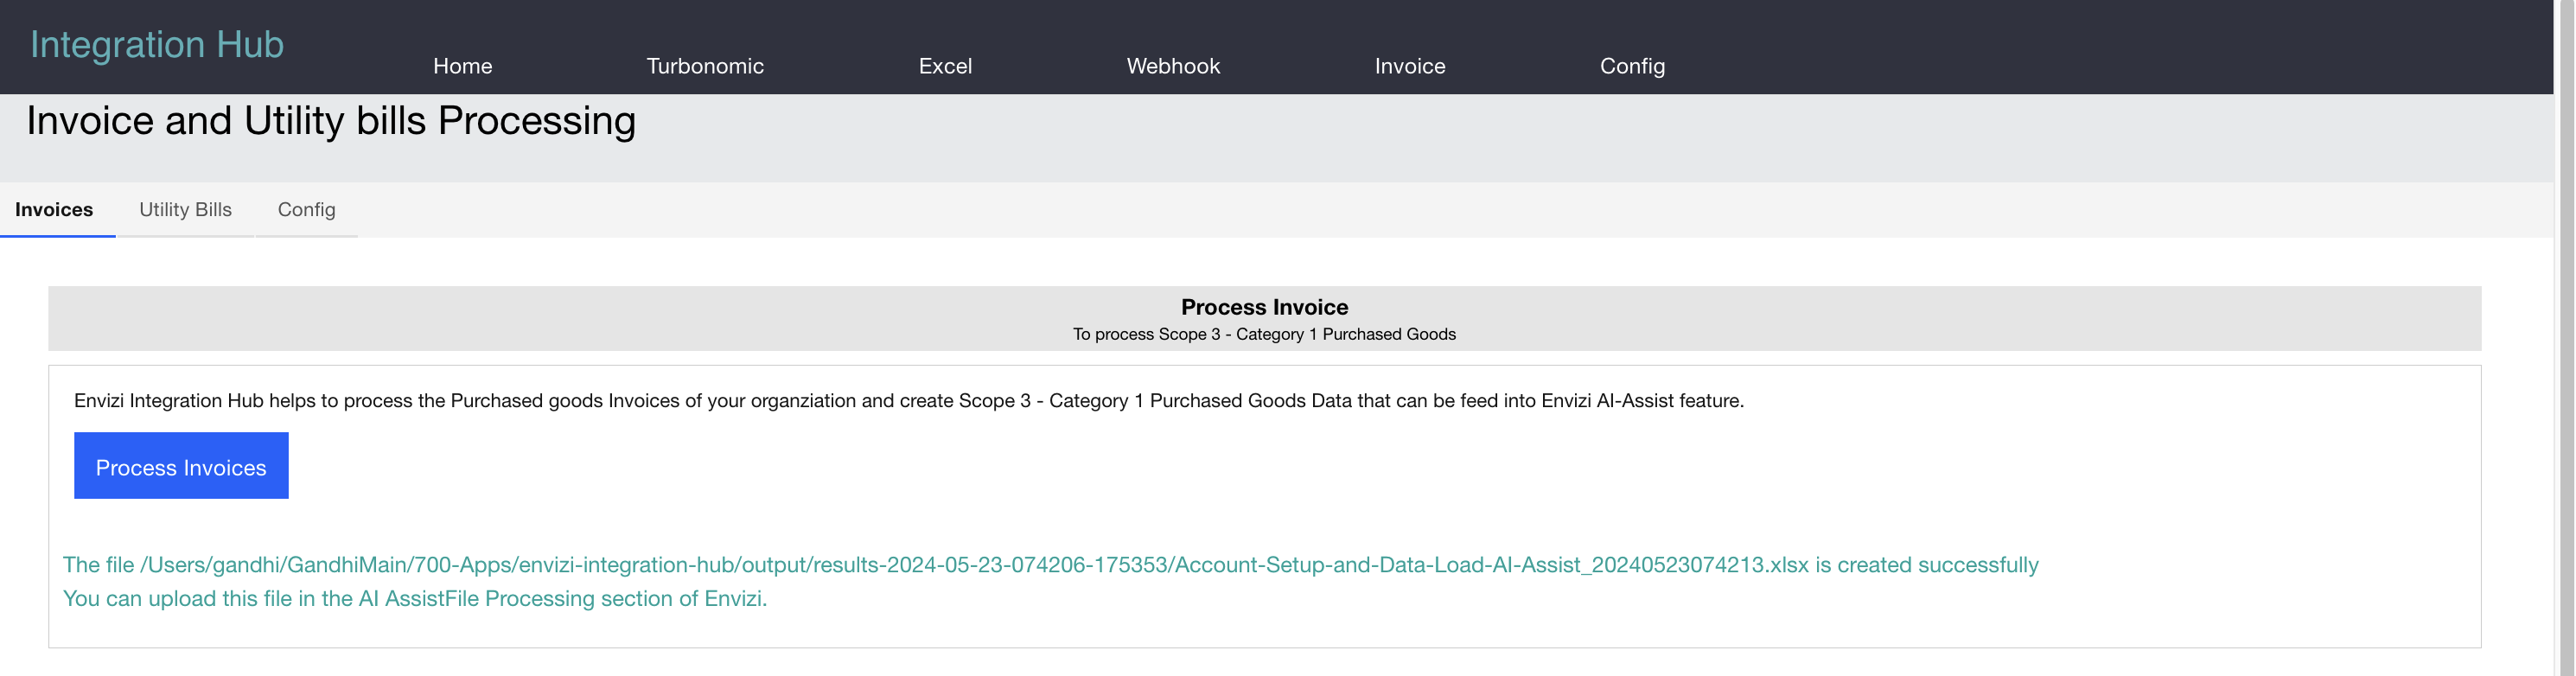 Integration Hub
Home Turbonomic Excel Webhook Invoice Config
Invoice and Utility bills Processing
Invoices Utility Bills Config
Process Invoice
To process Scope 3 - Category 1 Purchased Goods
Envizi Integration Hub helps to process the Purchased goods Invoices of your organziation and create Scope 3 - Category 1 Purchased Goods Data that can be feed into Envizi AI-Assist feature.
Process Invoices
The file /Users/gandhi/GandhiMain/700-Apps/envizi-integration-hub/output/results-2024-05-23-074206-175353/Account-Setup-and-Data-Load-AI-Assist_20240523074213.xlsx is created successfully
You can upload this file in the AI AssistFile Processing section of Envizi.